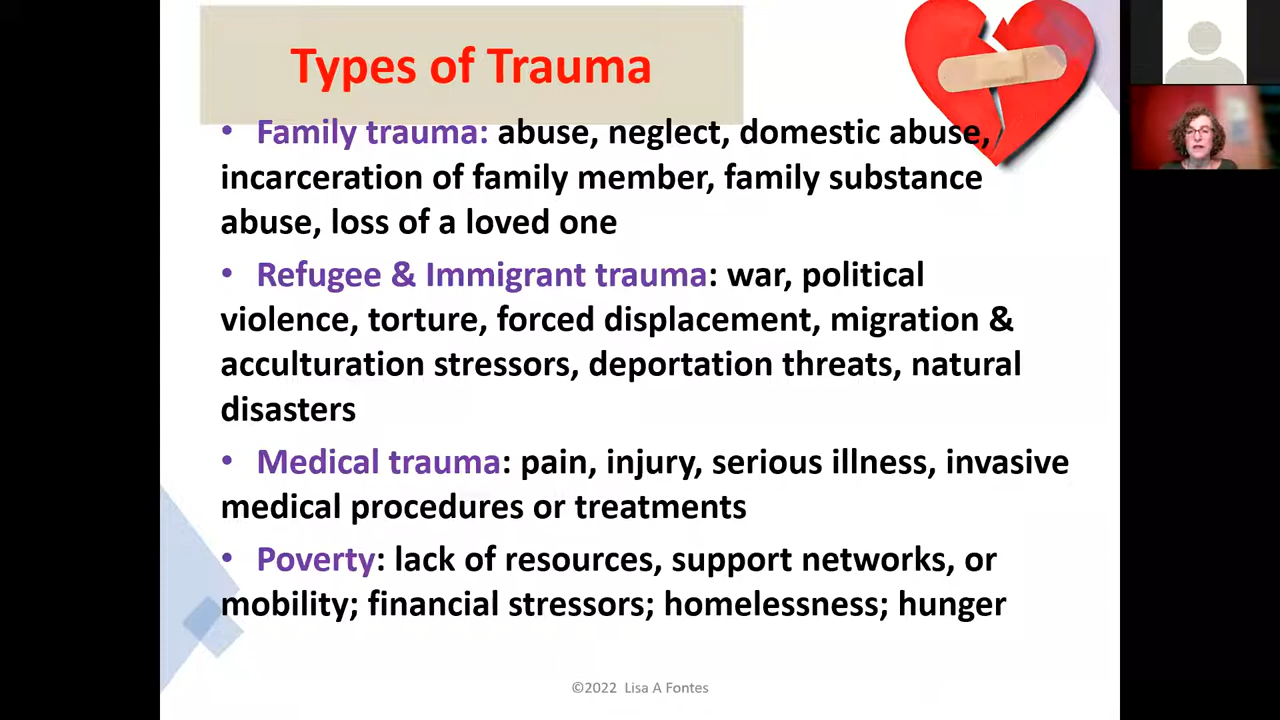 Types of Trauma
• Family trauma: abuse, neglect, domestic abuse,
incarceration of family member, family substance
abuse, loss of a loved one
• Refugee & Immigrant trauma: war, political
violence, torture, forced displacement, migration &
acculturation stressors, deportation threats, natural
disasters
• Medical trauma: pain, injury, serious illness, invasive
medical procedures or treatments
• Poverty: lack of resources, support networks, or
mobility; financial stressors; homelessness; hunger
©2022 Lisa A Fontes